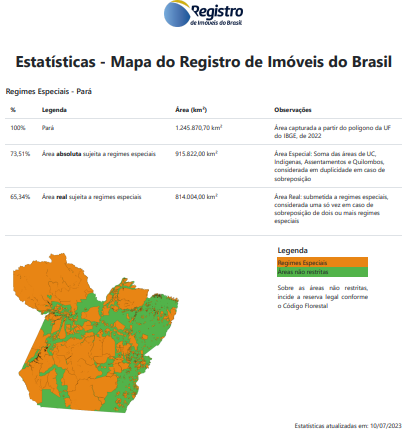 Registro
de Imóveis do Brasil
Estatísticas - Mapa do Registro de Imóveis do Brasil
Regimes Especiais - Pará
% Legenda Área (km²) Observações
100% Pará 1.245.870,70 km² Área capturada a partir do polígono da UF
do IBGE, de 2022
73,51% Área absoluta sujeita a regimes especiais 915.822,00 km² Área Especial: Soma das áreas de UC,
Indígenas, Assentamentos e Quilombos,
considerada em duplicidade em caso de
sobreposição
65,34% Área real sujeita a regimes especiais 814.004,00 km² Área Real: submetida a regimes especiais,
considerada uma só vez em caso de
sobreposição de dois ou mais regimes
especiais
Legenda
Regimes Especiais
Áreas não restritas
Sobre as áreas não restritas,
incide a reserva legal conforme
o Código Florestal
Estatísticas atualizadas em: 10/07/2023